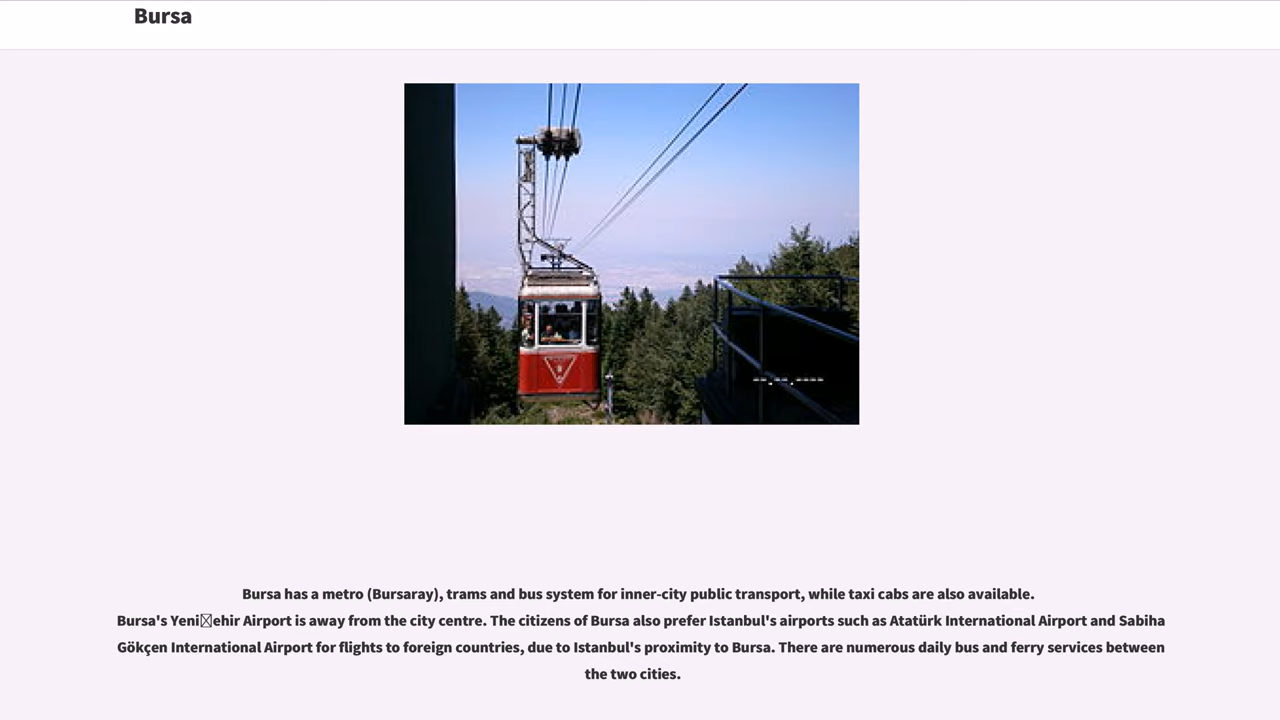 Bursa
--.--.----
Bursa has a metro (Bursaray), trams and bus system for inner-city public transport, while taxi cabs are also available.
Bursa's Yeni□ehir Airport is away from the city centre. The citizens of Bursa also prefer Istanbul's airports such as Atatürk International Airport and Sabiha
Gökçen International Airport for flights to foreign countries, due to Istanbul's proximity to Bursa. There are numerous daily bus and ferry services between
the two cities.